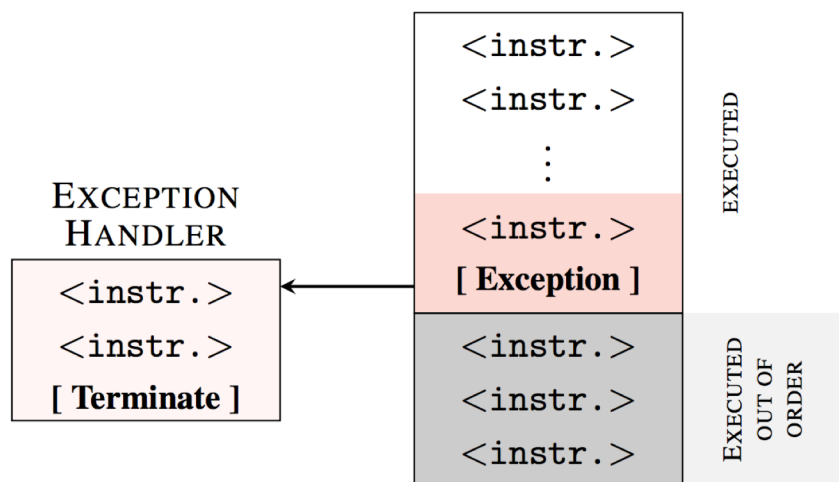 <instr.>
<instr.>
⋮
<instr.>
[ Exception ]
<instr.>
<instr.>
<instr.>
EXECUTED
EXECUTED
OUT OF
ORDER
EXCEPTION
HANDLER
<instr.>
<instr.>
[ Terminate ]